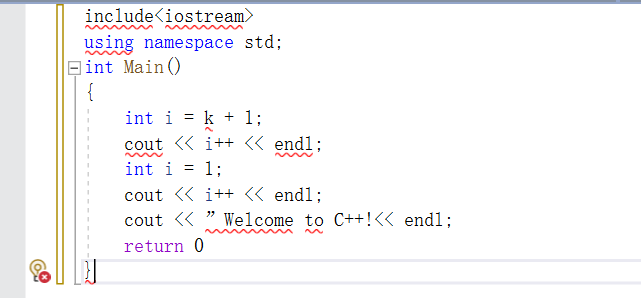 include<iostream>
using namespace std;
int Main()
{
int i = k + 1;
cout << i++ << endl;
int i = 1;
cout << i++ << endl;
cout << ” Welcome to C++!<< endl;
return 0
}